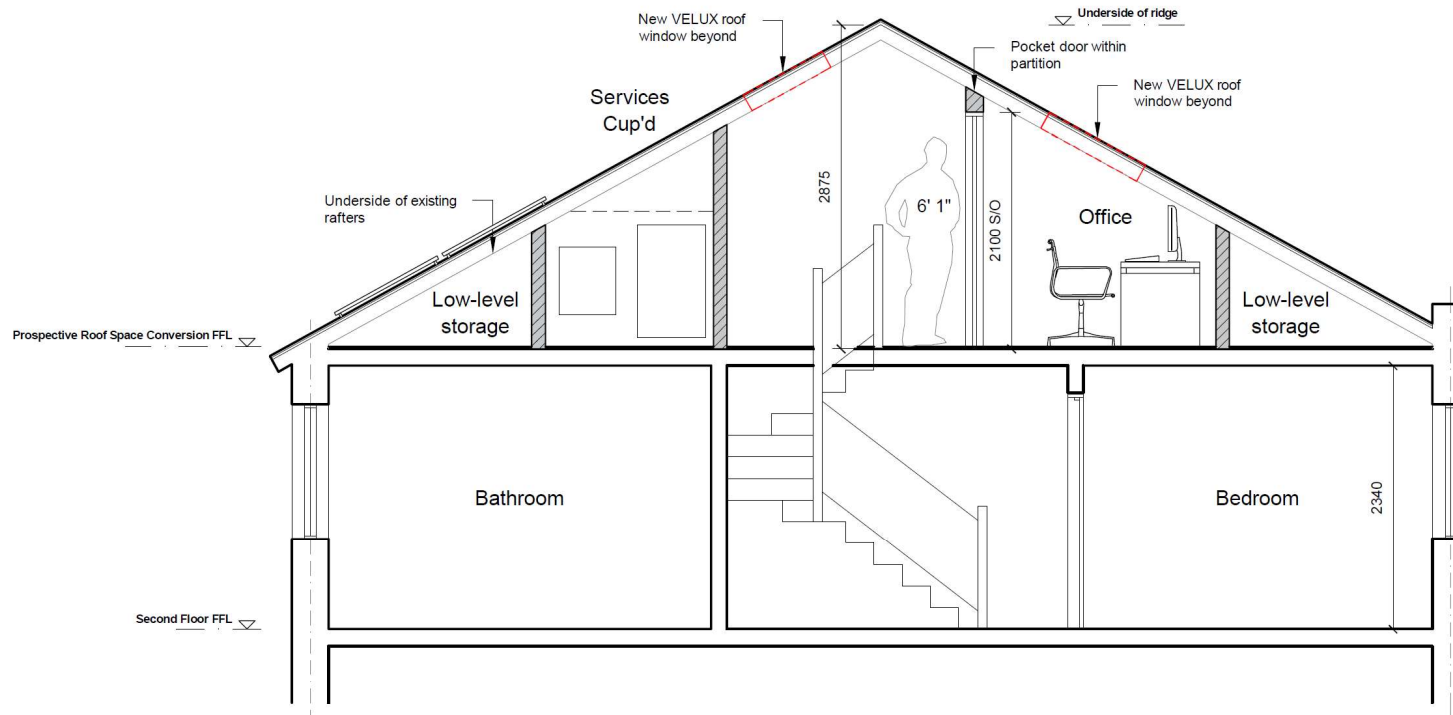 New VELUX roof
window beyond
Underside of ridge
Pocket door within
partition
New VELUX roof
window beyond
Services
Cup'd
2875
6' 1"
2100 S/O
Office
Underside of existing
rafters
Low-level
storage
Low-level
storage
Prospective Roof Space Conversion FFL
Bathroom
Bedroom
2340
Second Floor FFL